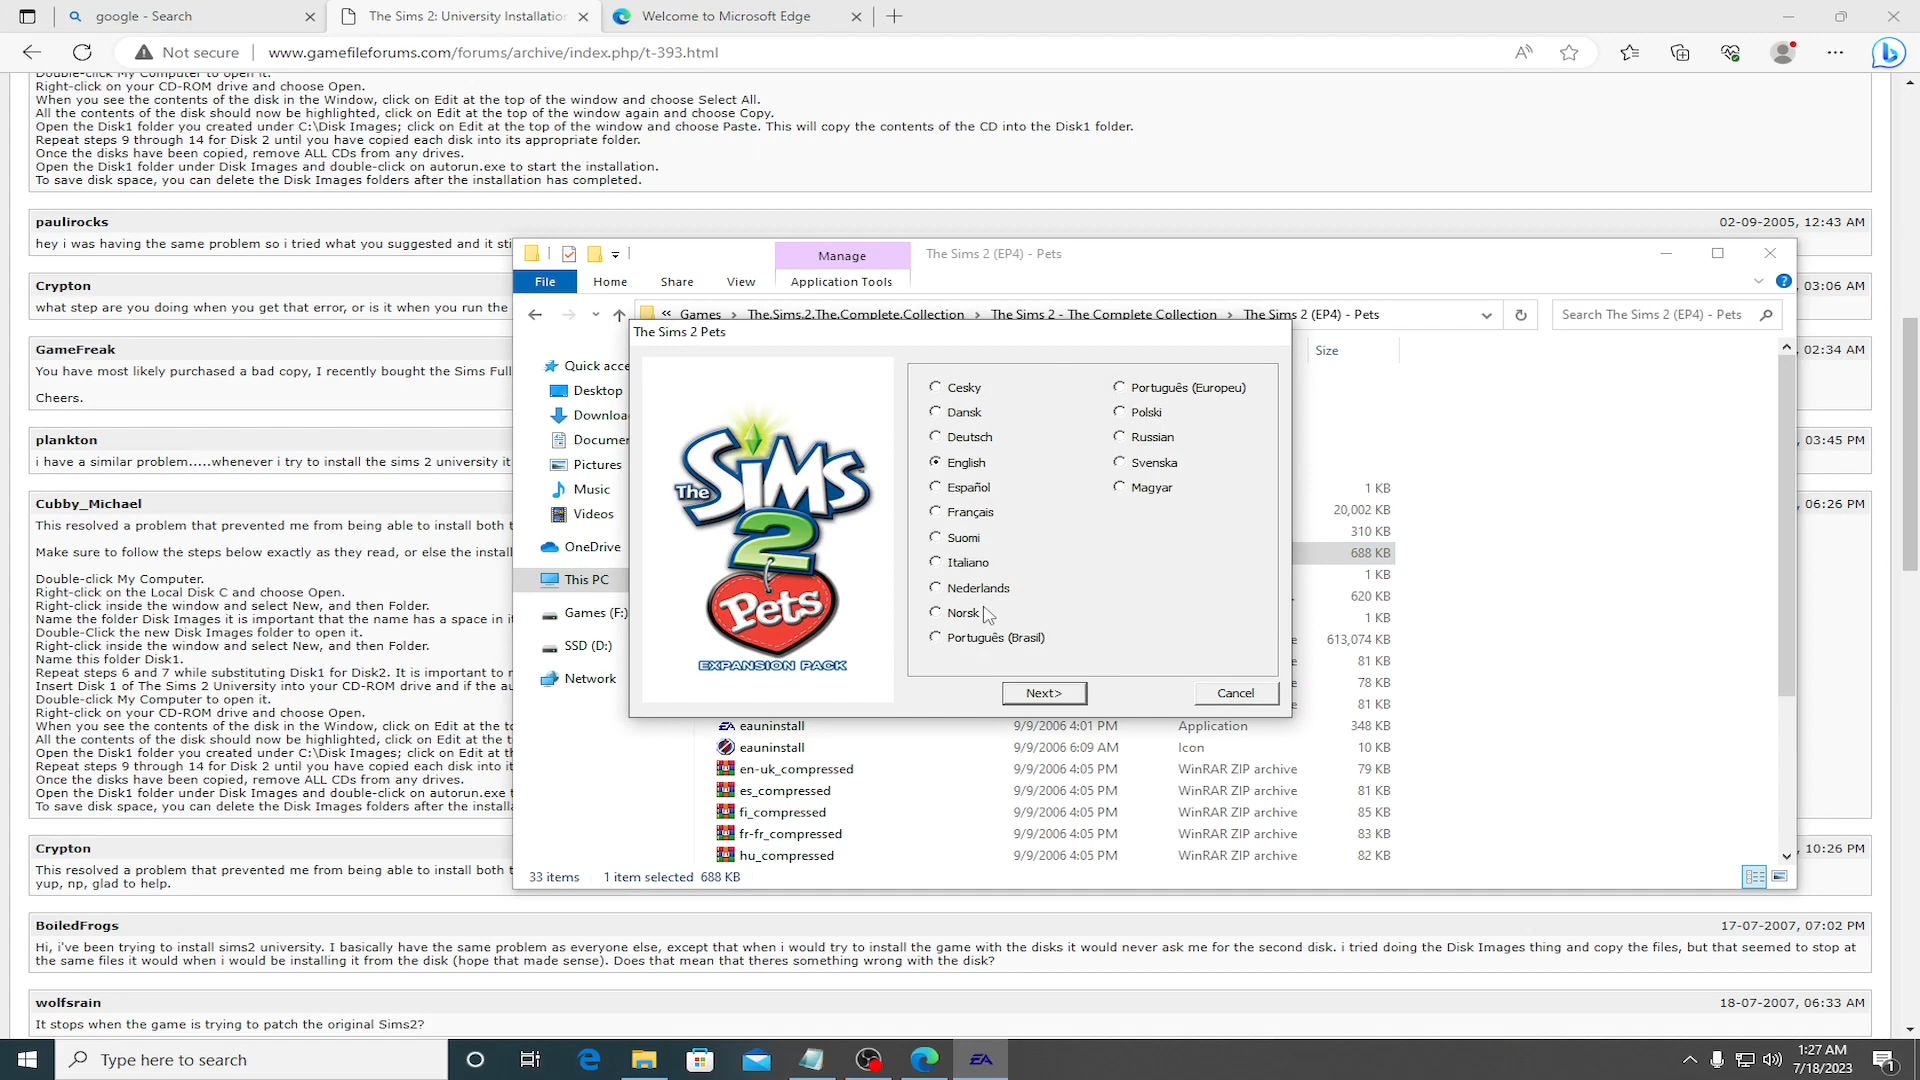 google - Search
The Sims 2: University Installation
Welcome to Microsoft Edge
Not secure
www.gamefileforums.com/forums/archive/index.php/t-393.html
Double-click My Computer to open it.
Right-click on your CD-ROM drive and choose Open.
When you see the contents of the disk in the Window, click on Edit at the top of the window and choose Select All.
All the contents of the disk should now be highlighted, click on Edit at the top of the window again and choose Copy.
Open the Disk1 folder you created under C:\Disk Images; click on Edit at the top of the window and choose Paste. This will copy the contents of the CD into the Disk1 folder.
Repeat steps 9 through 14 for Disk 2 until you have copied each disk into its appropriate folder.
Once the disks have been copied, remove ALL CDs from any drives.
Open the Disk1 folder under Disk Images and double-click on autorun.exe to start the installation.
To save disk space, you can delete the Disk Images folders after the installation has completed.
paulirocks
02-09-2005, 12:43 AM
hey i was having the same problem so i tried what you suggested and it sti
Crypton
03:06 AM
what step are you doing when you get that error, or is it when you run the
GameFreak
02:34 AM
You have most likely purchased a bad copy, I recently bought the Sims Full
Cheers.
plankton
03:45 PM
i have a similar problem.....whenever i try to install the sims 2 university it
Cubby_Michael
06:26 PM
This resolved a problem that prevented me from being able to install both t
Make sure to follow the steps below exactly as they read, or else the install
Double-click My Computer.
Right-click on the Local Disk C and choose Open.
Right-click inside the window and select New, and then Folder.
Name the folder Disk Images it is important that the name has a space in i
Double-Click the new Disk Images folder to open it.
Right-click inside the window and select New, and then Folder.
Name this folder Disk1.
Repeat steps 6 and 7 while substituting Disk1 for Disk2. It is important to r
Insert Disk 1 of The Sims 2 University into your CD-ROM drive and if the au
Double-click My Computer to open it.
Right-click on your CD-ROM drive and choose Open.
When you see the contents of the disk in the Window, click on Edit at the to
All the contents of the disk should now be highlighted, click on Edit at the t
Open the Disk1 folder you created under C:\Disk Images; click on Edit at th
Repeat steps 9 through 14 for Disk 2 until you have copied each disk into it
Once the disks have been copied, remove ALL CDs from any drives.
Open the Disk1 folder under Disk Images and double-click on autorun.exe t
To save disk space, you can delete the Disk Images folders after the installa
Crypton
10:26 PM
This resolved a problem that prevented me from being able to install both t
yup, np, glad to help.
BoiledFrogs
17-07-2007, 07:02 PM
Hi, i've been trying to install sims2 university. I basically have the same problem as everyone else, except that when i would try to install the game with the disks it would never ask me for the second disk. i tried doing the Disk Images thing and copy the files, but that seemed to stop at
the same files it would when i would be installing it from the disk (hope that made sense). Does that mean that theres something wrong with the disk?
wolfsrain
18-07-2007, 06:33 AM
It stops when the game is trying to patch the original Sims2?
Manage
The Sims 2 (EP4) - Pets
File
Home
Share
View
Application Tools
« Games
The.Sims.2.The.Complete.Collection
The Sims 2 - The Complete Collection
The Sims 2 (EP4) - Pets
Search The Sims 2 (EP4) - Pets
Quick acce
Desktop
Downloa
Documer
Pictures
Music
Videos
OneDrive
This PC
Games (F:)
SSD (D:)
Network
The Sims 2 Pets
The Sims 2
Pets
EXPANSION PACK
Cesky
Dansk
Deutsch
English
Español
Français
Suomi
Italiano
Nederlands
Norsk
Português (Brasil)
Português (Europeu)
Polski
Russian
Svenska
Magyar
Next>
Cancel
Size
1 KB
20,002 KB
310 KB
688 KB
1 KB
620 KB
1 KB
613,074 KB
81 KB
78 KB
81 KB
eauninstall 9/9/2006 4:01 PM Application 348 KB
eauninstall 9/9/2006 6:09 AM Icon 10 KB
en-uk_compressed 9/9/2006 4:05 PM WinRAR ZIP archive 79 KB
es_compressed 9/9/2006 4:05 PM WinRAR ZIP archive 81 KB
fi_compressed 9/9/2006 4:05 PM WinRAR ZIP archive 85 KB
fr-fr_compressed 9/9/2006 4:05 PM WinRAR ZIP archive 83 KB
hu_compressed 9/9/2006 4:05 PM WinRAR ZIP archive 82 KB
33 items
1 item selected 688 KB
Type here to search
EA
1:27 AM
7/18/2023
1